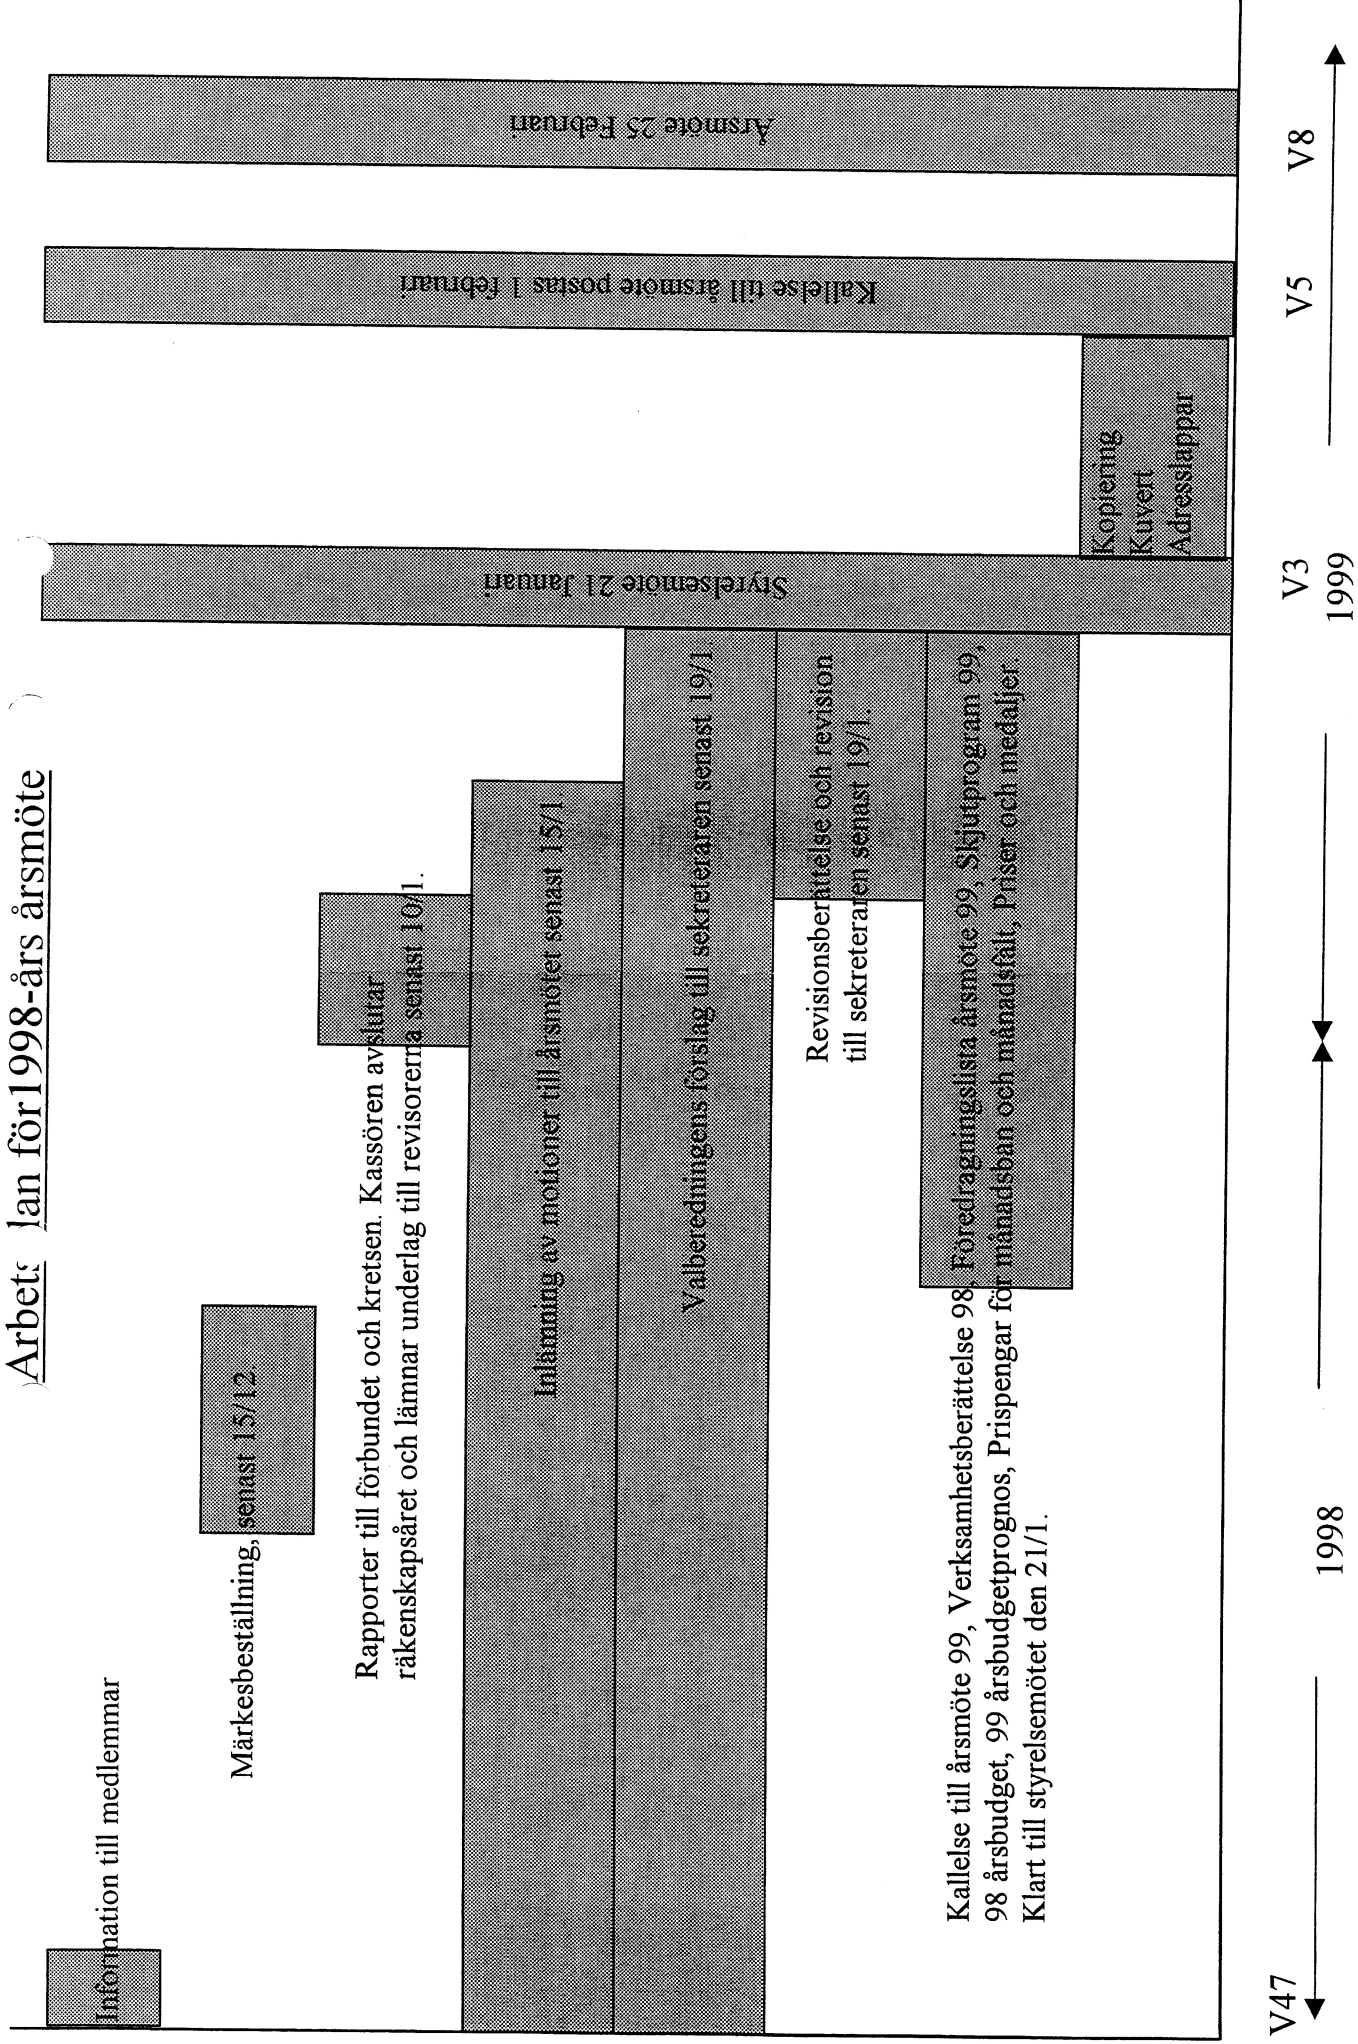 Arbets lan för1998-års årsmöte
Information till medlemmar
Märkesbeställning, senast 15/12.
Rapporter till förbundet och kretsen. Kassören avslutar
räkenskapsåret och lämnar underlag till revisorerna senast 10/1.
Inlämning av motioner till årsmötet senast 15/1.
Valberedningens förslag till sekreteraren senast 19/1.
Revisionsberättelse och revision
till sekreteraren senast 19/1.
Kallelse till årsmöte 99, Verksamhetsberättelse 98, Föredragningslista årsmöte 99, Skjutprogram 99,
98 årsbudget, 99 årsbudgetprognos, Prispengar för månadsban och månadsfält, Priser och medaljer.
Klart till styrelsemötet den 21/1.
Styrelsemöte 21 Januari
Kopiering
Kuvert
Adresslappar
Kallelse till årsmöte postas 1 februari
Årsmöte 25 Februari
V47
V3
V5
V8
1998
1999